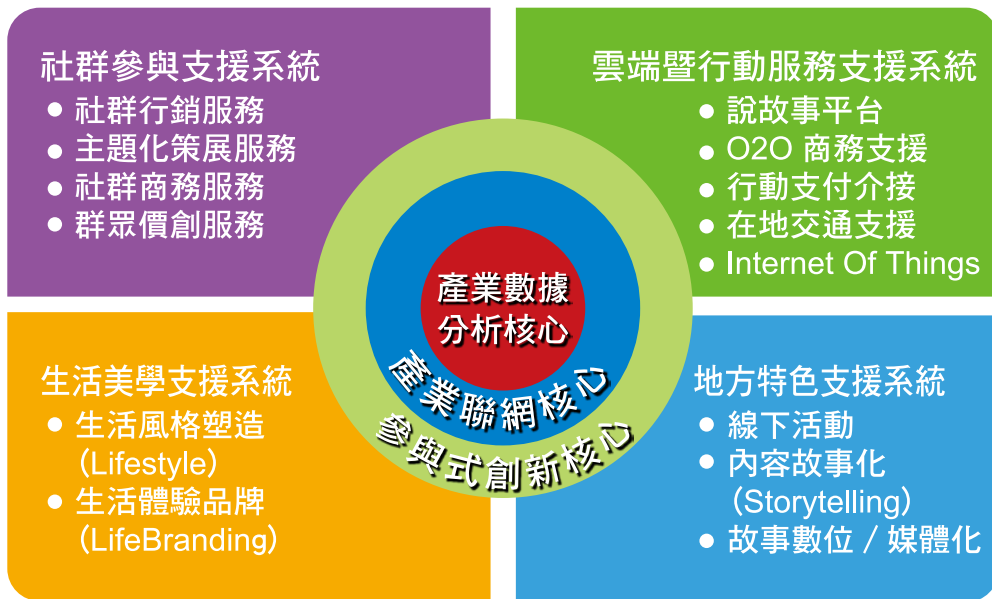 社群參與支援系統
● 社群行銷服務
● 主題化策展服務
● 社群商務服務
● 群眾價創服務
雲端暨行動服務支援系統
● 說故事平台
● O2O 商務支援
● 行動支付介接
● 在地交通支援
● Internet Of Things
產業數據
分析核心
產業聯網核心
參與式創新核心
生活美學支援系統
● 生活風格塑造
（Lifestyle）
● 生活體驗品牌
（LifeBranding）
地方特色支援系統
● 線下活動
● 內容故事化
（Storytelling）
● 故事數位 / 媒體化